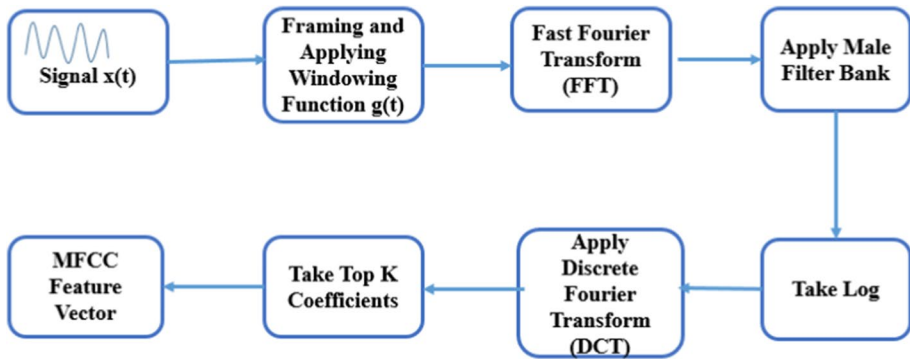 Signal x(t)
Framing and
Applying
Windowing
Function g(t)
Fast Fourier
Transform
(FFT)
Apply Male
Filter Bank
Take Log
Apply
Discrete
Fourier
Transform
(DCT)
Take Top K
Coefficients
MFCC
Feature
Vector